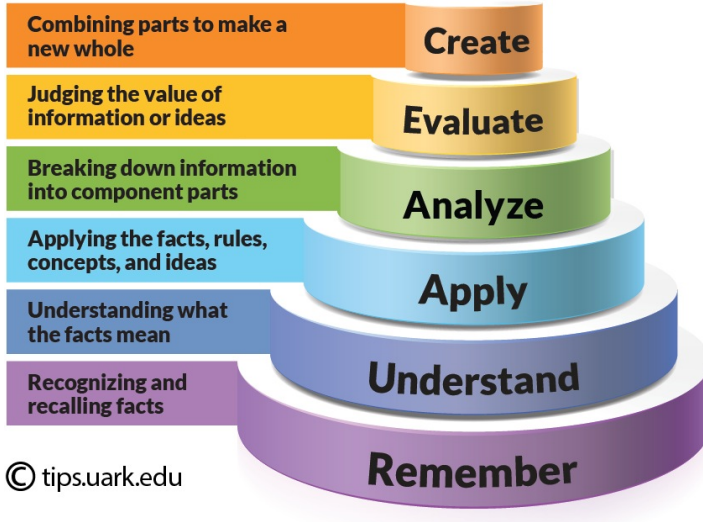 Combining parts to make a
new whole
Create
Judging the value of
information or ideas
Evaluate
Breaking down information
into component parts
Analyze
Applying the facts, rules,
concepts, and ideas
Apply
Understanding what
the facts mean
Understand
Recognizing and
recalling facts
Remember
© tips.uark.edu